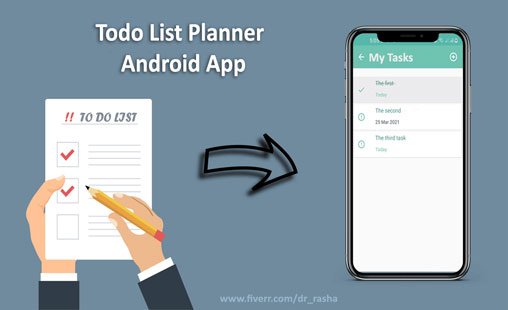 Todo List Planner
Android App
!! TO DO LIST
My Tasks
The first
Today
The second
23 Mar 2021
The third task
Today
www.fiverr.com/dr_rasha